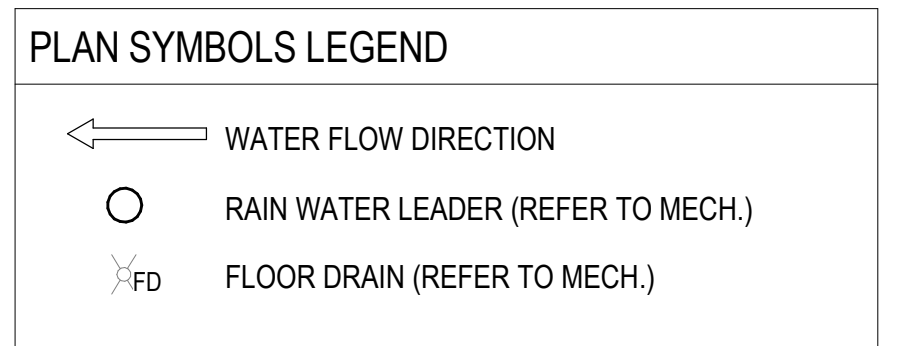 PLAN SYMBOLS LEGEND
WATER FLOW DIRECTION
RAIN WATER LEADER (REFER TO MECH.)
FD FLOOR DRAIN (REFER TO MECH.)